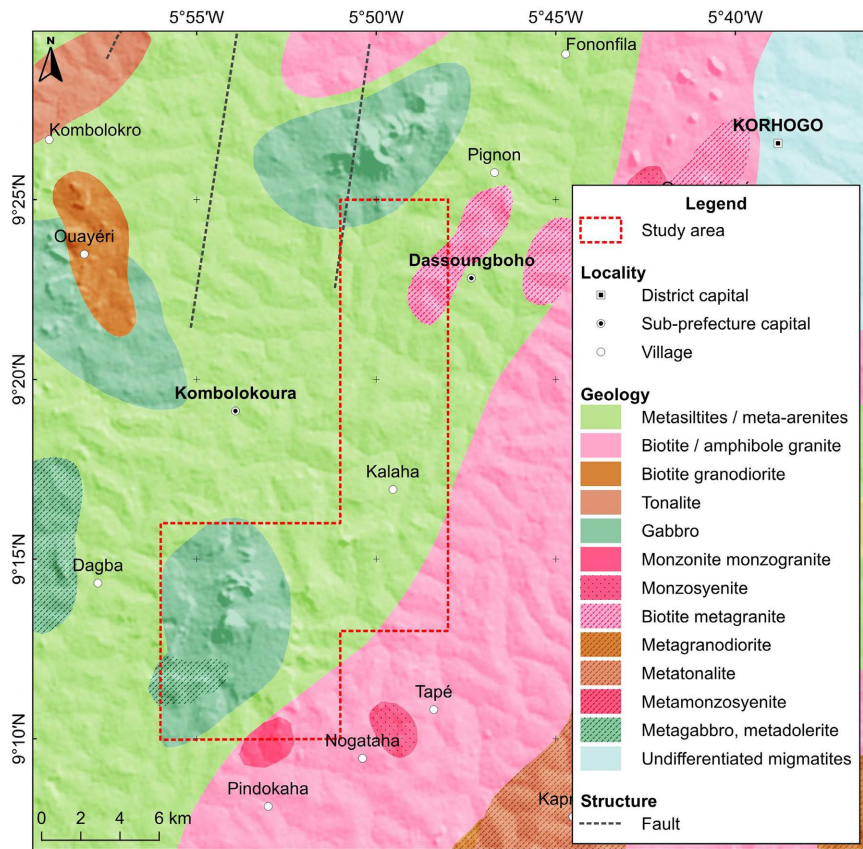 5°55'W 5°50'W 5°45'W 5°40'W
N
Fononfila
Kombolokro
KORHOGO
Pignon
9°25'N
Ouayéri
Dassoungboho
9°20'N
Kombolokoura
Kalaha
9°15'N
Dagba
Tapé
9°10'N
Nogataha
Pindokaha
0 2 4 6 km
Legend
Study area
Locality
District capital
Sub-prefecture capital
Village
Geology
Metasiltites / meta-arenites
Biotite / amphibole granite
Biotite granodiorite
Tonalite
Gabbro
Monzonite monzogranite
Monzosyenite
Biotite metagranite
Metagranodiorite
Metatonalite
Metamonzosyenite
Metagabbro, metadolerite
Undifferentiated migmatites
Structure
Fault